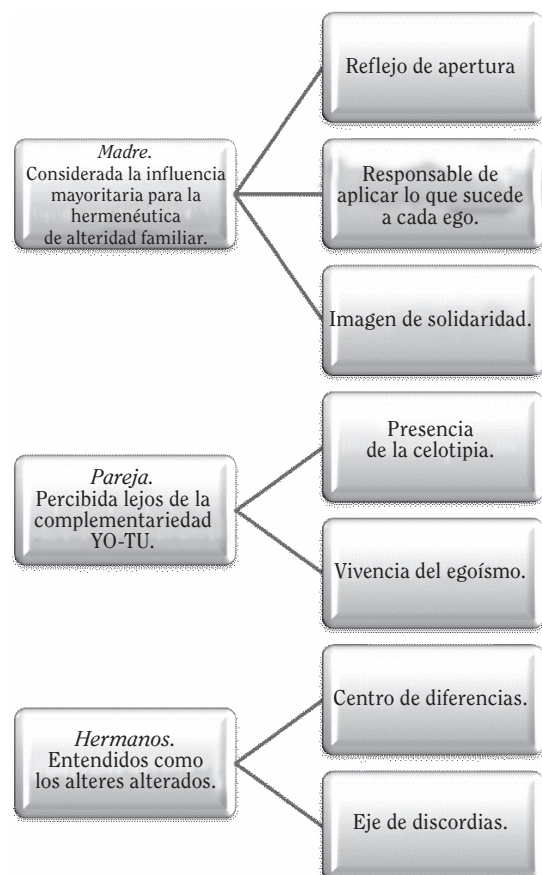 Madre.
Considerada la influencia
mayoritaria para la
hermenéutica
de alteridad familiar.
Reflejo de apertura
Responsable de
aplicar lo que sucede
a cada ego.
Imagen de solidaridad.
Pareja.
Percibida lejos de la
complementariedad
YO-TU.
Presencia
de la celotipia.
Vivencia del egoísmo.
Hermanos.
Entendidos como
los alteres alterados.
Centro de diferencias.
Eje de discordias.